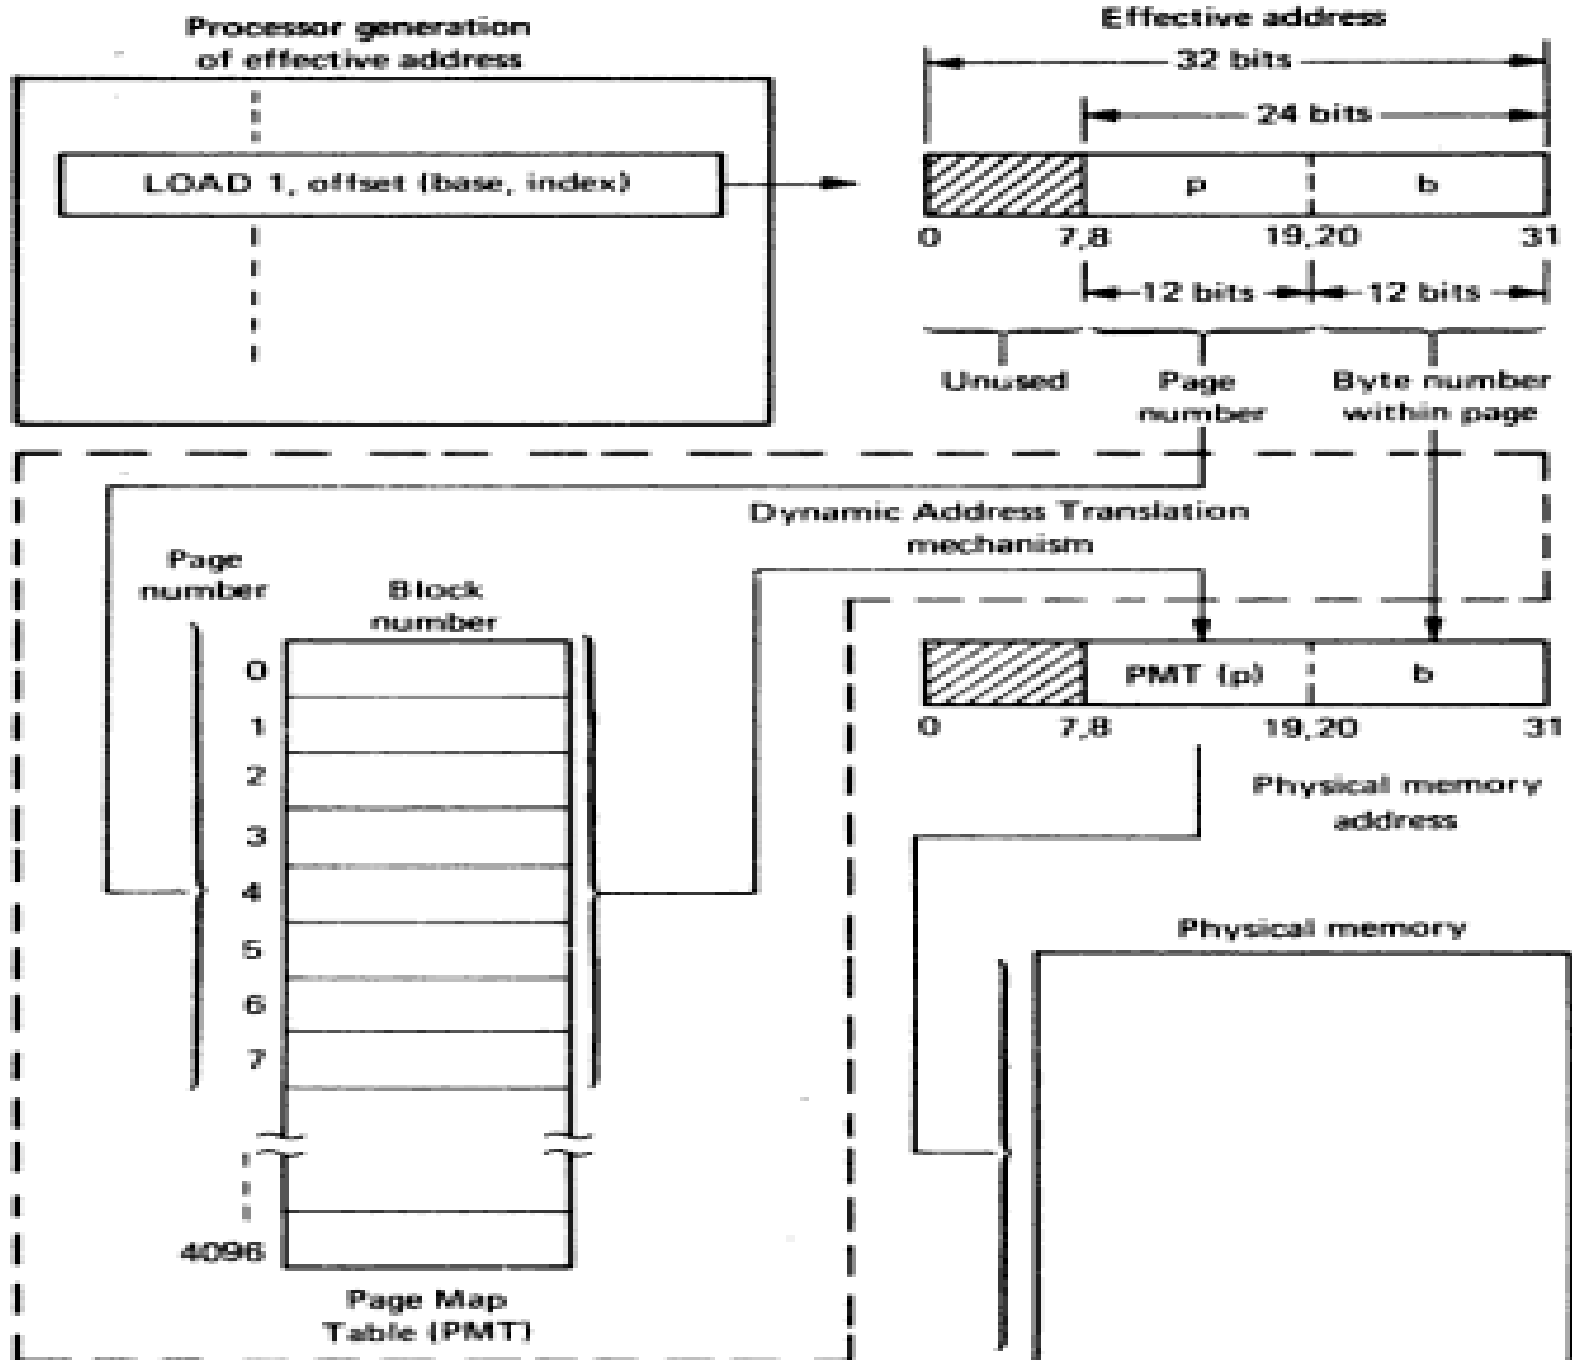 Processor generation
of effective address
LOAD 1, offset (base, index)
Effective address
32 bits
24 bits
p
b
0
7,8
19,20
31
12 bits
12 bits
Unused
Page
number
Byte number
within page
Dynamic Address Translation
mechanism
Page
number
Block
number
0
1
2
3
4
5
6
7
4096
Page Map
Table (PMT)
PMT (p)
b
0
7,8
19,20
31
Physical memory
address
Physical memory